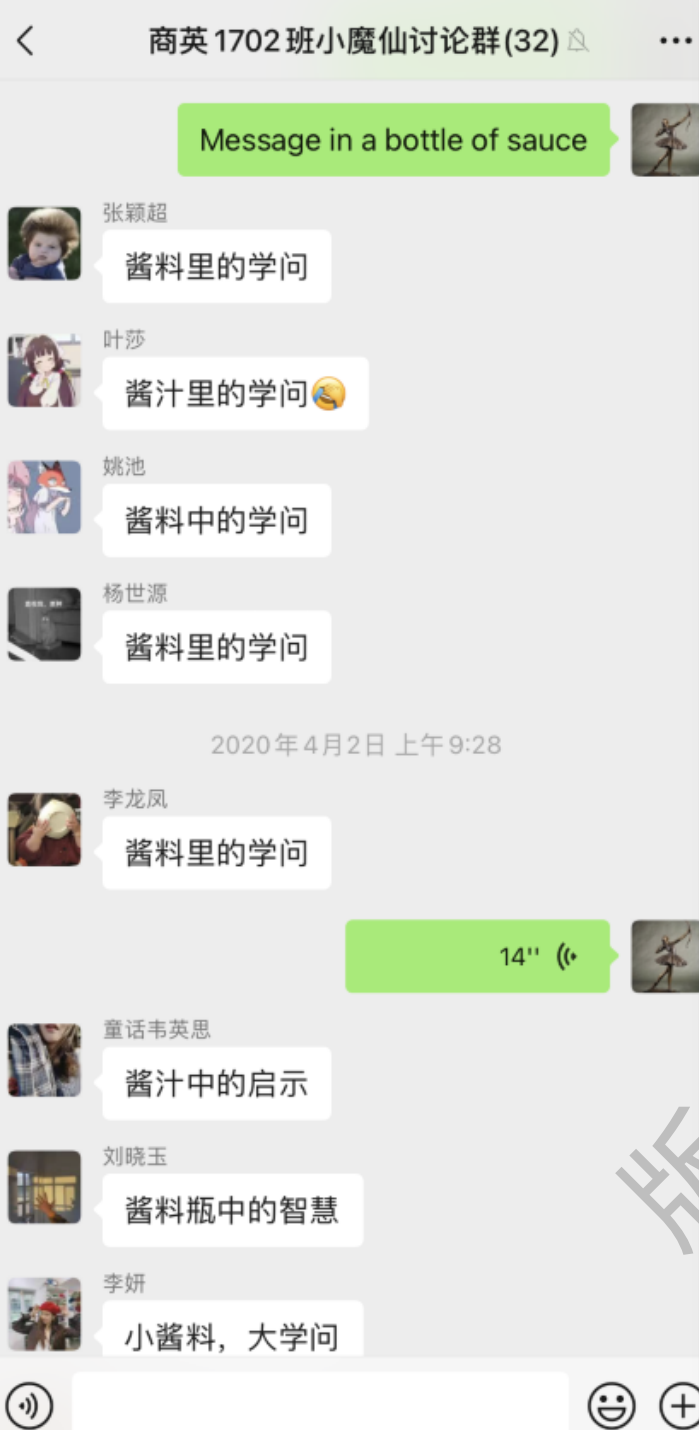 商英1702班小魔仙讨论群(32)
Message in a bottle of sauce
张颖超
酱料里的学问
叶莎
酱汁里的学问😂
姚池
酱料中的学问
杨世源
酱料里的学问
2020年4月2日 上午9:28
李龙凤
酱料里的学问
14''
童话韦英思
酱汁中的启示
刘晓玉
酱料瓶中的智慧
李妍
小酱料，大学问
版